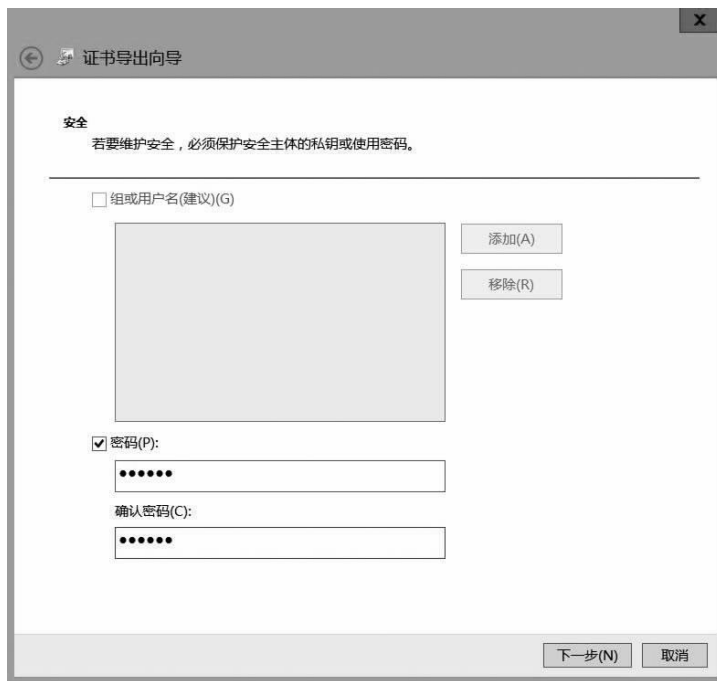 X
证书导出向导
安全
若要维护安全，必须保护安全主体的私钥或使用密码。
组或用户名(建议)(G)
添加(A)
移除(R)
密码(P):
●●●●●●
确认密码(C):
●●●●●●
下一步(N) 取消